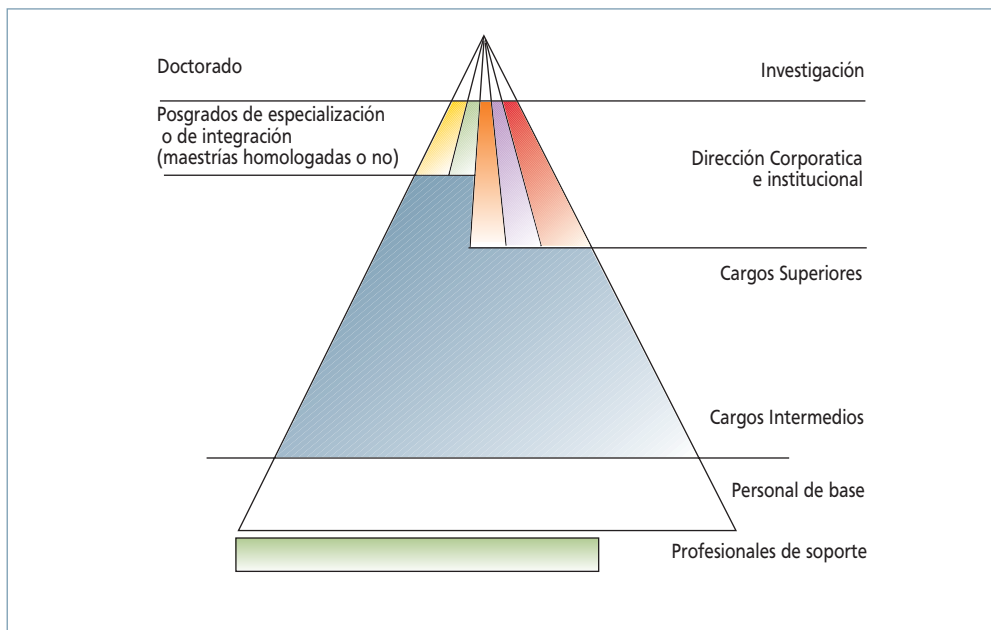 Doctorado
Investigación
Posgrados de especialización
o de integración
(maestrías homologadas o no)
Dirección Corporatica
e institucional
Cargos Superiores
Cargos Intermedios
Personal de base
Profesionales de soporte